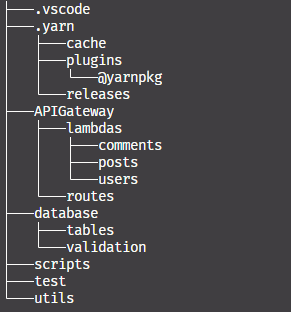 .vscode
.yarn
cache
plugins
@yarnpkg
releases
APIGateway
lambdas
comments
posts
users
routes
database
tables
validation
scripts
test
utils